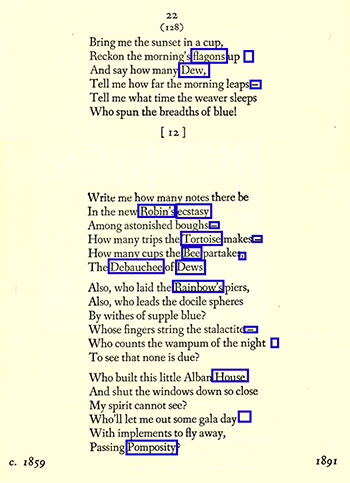 22
(128)
Bring me the sunset in a cup,
Reckon the morning's flagons up
And say how many Dew,
Tell me how far the morning leaps—
Tell me what time the weaver sleeps
Who spun the breadths of blue!
[ 12 ]
Write me how many notes there be
In the new Robin's ecstasy
Among astonished boughs—
How many trips the Tortoise makes—
How many cups the Bee partakes,
The Debauchee of Dews
Also, who laid the Rainbow's piers,
Also, who leads the docile spheres
By withes of supple blue?
Whose fingers string the stalactite—
Who counts the wampum of the night
To see that none is due?
Who built this little Alban House
And shut the windows down so close
My spirit cannot see?
Who'll let me out some gala day
With implements to fly away,
Passing Pomposity?
c. 1859 1891